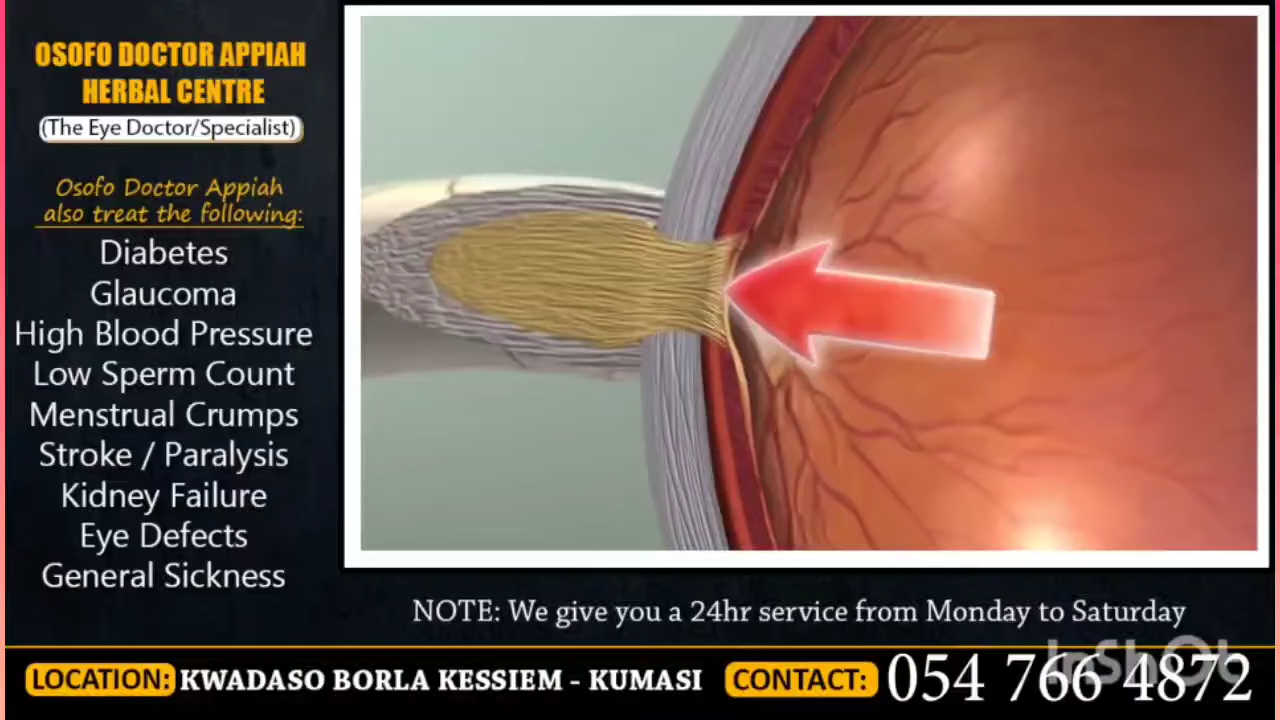 OSOFO DOCTOR APPIAH
HERBAL CENTRE
(The Eye Doctor/Specialist)
Osofo Doctor Appiah
also treat the following:
Diabetes
Glaucoma
High Blood Pressure
Low Sperm Count
Menstrual Crumps
Stroke / Paralysis
Kidney Failure
Eye Defects
General Sickness
NOTE: We give you a 24hr service from Monday to Saturday
InShOt
LOCATION: KWADASO BORLA KESSIEM - KUMASI CONTACT: 054 766 4872